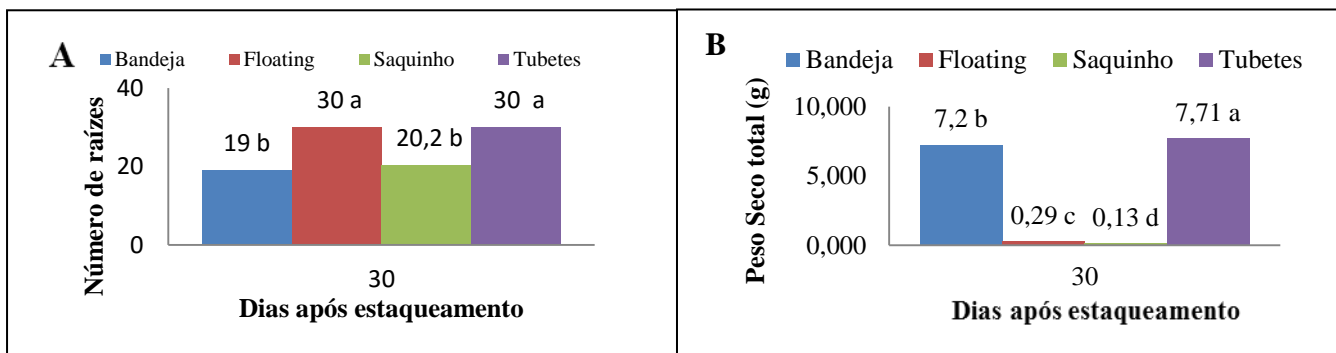 A
Bandeja Floating Saquinho Tubetes
Número de raízes
40
20
0
19 b
30 a
20,2 b
30 a
30
Dias após estaqueamento
B
Bandeja Floating Saquinho Tubetes
Peso Seco total (g)
10,000
5,000
0,000
7,2 b
0,29 c
0,13 d
7,71 a
30
Dias após estaqueamento